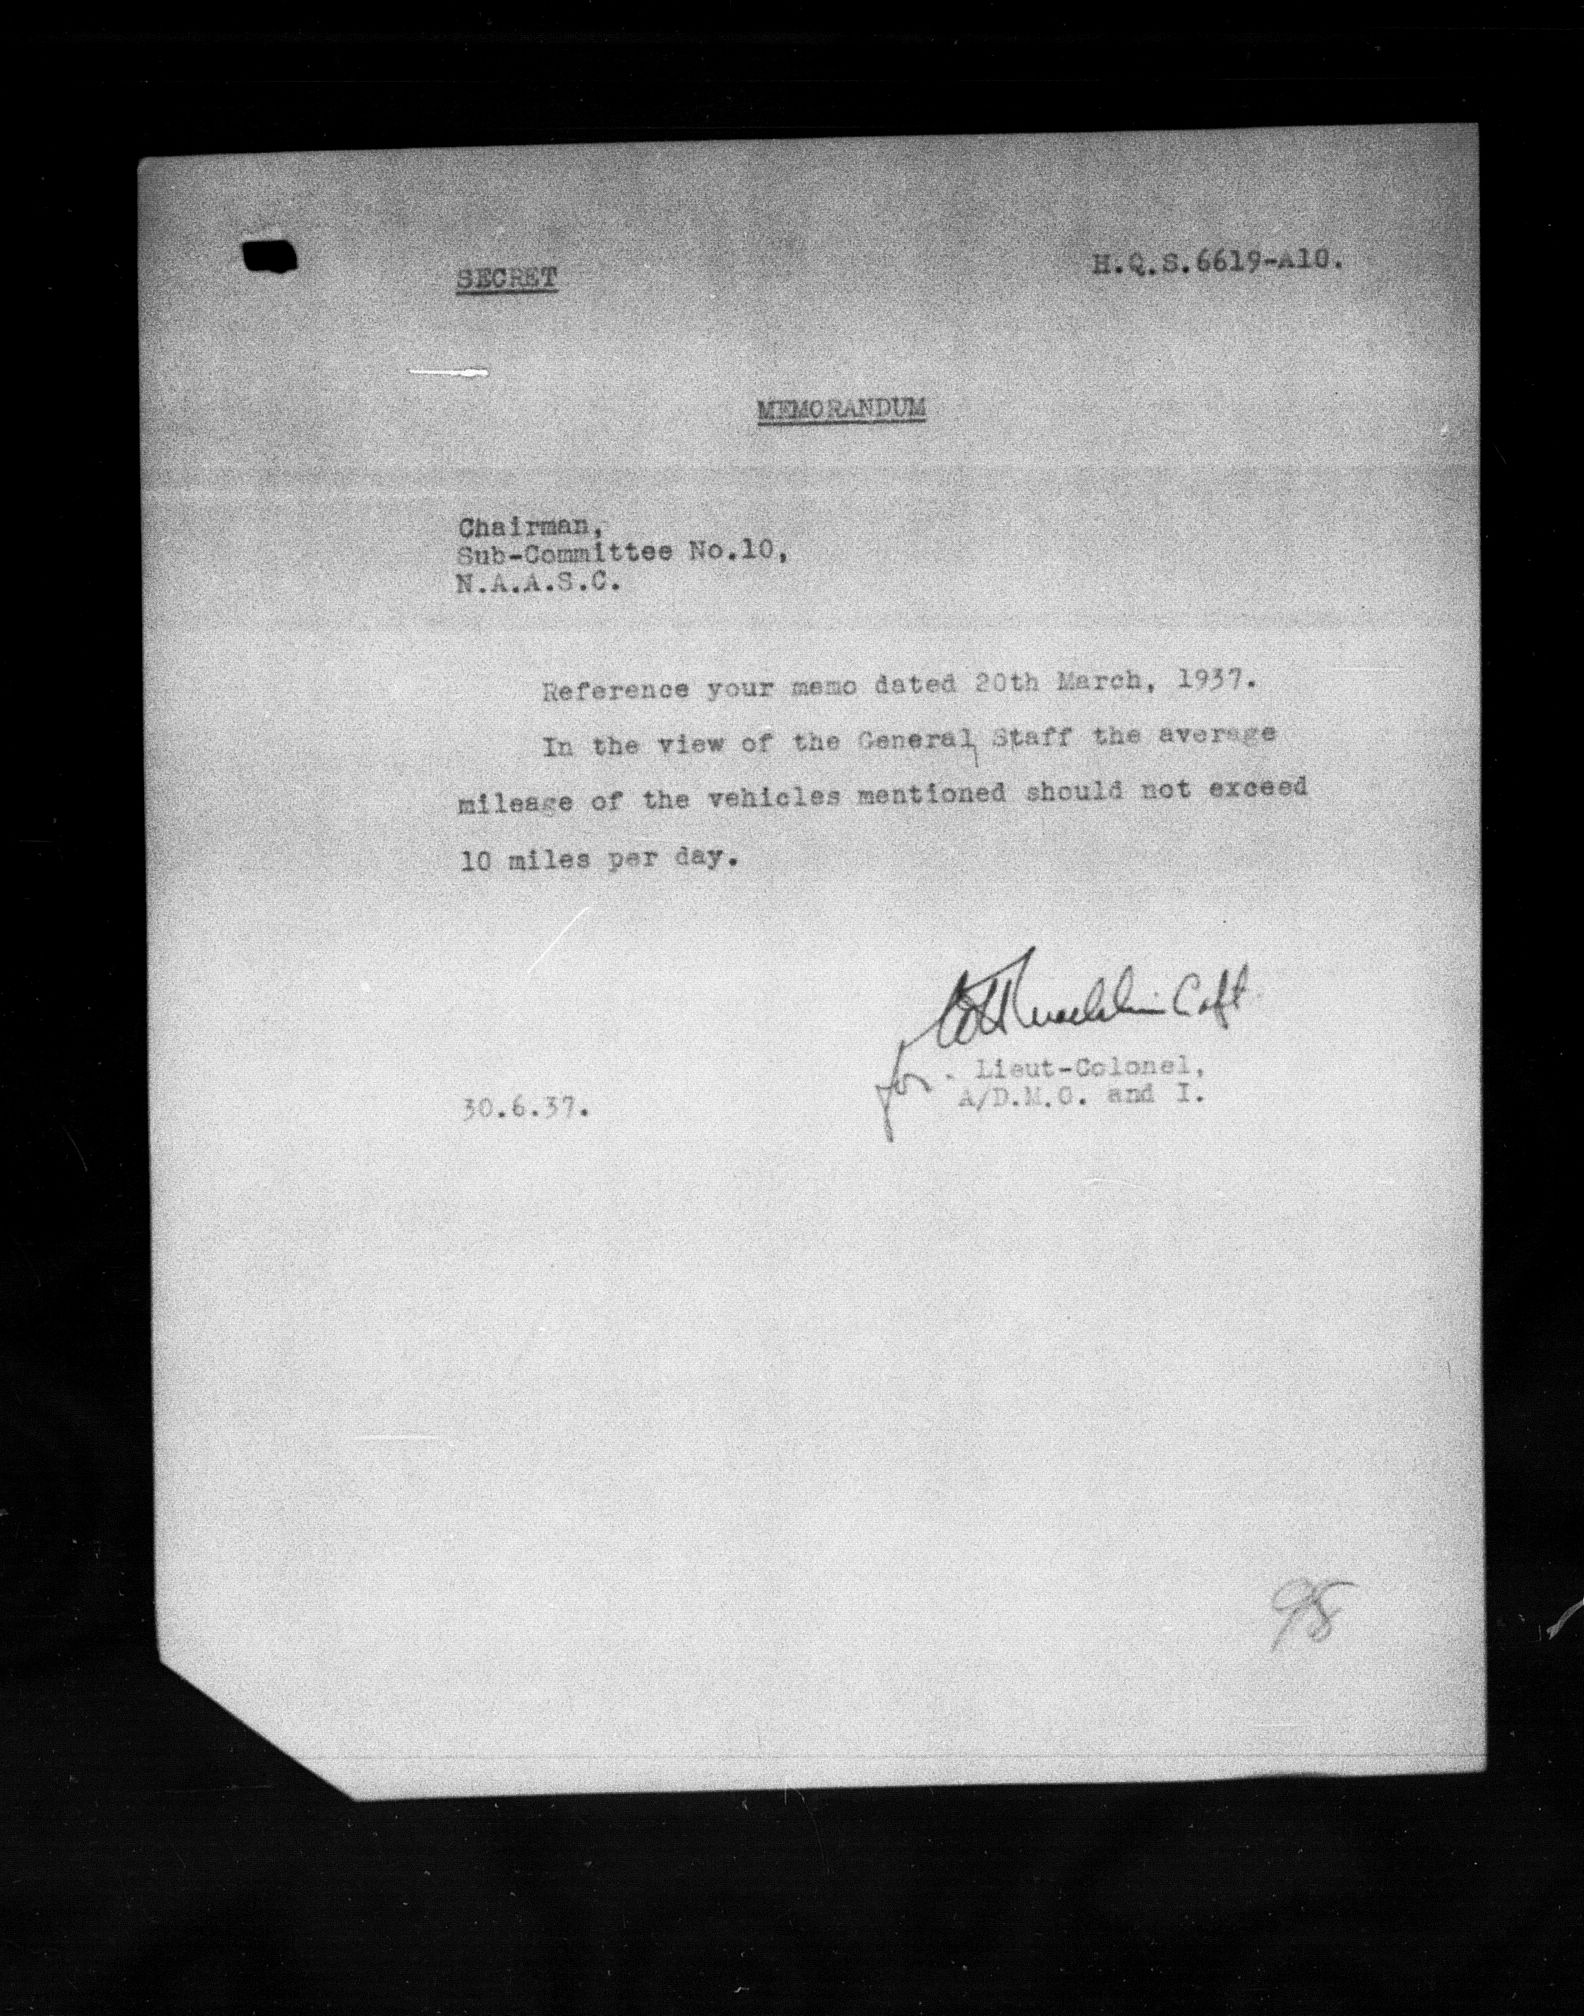 SECRET
H.Q.S.6619-A10.
MEMORANDUM
Chairman,
Sub-Committee No.10,
N.A.A.S.C.
Reference your memo dated 20th March, 1937.
In the view of the General Staff the average
mileage of the vehicles mentioned should not exceed
10 miles per day.
Capt
for Lieut-Colonel,
A/D.M.O. and I.
30.6.37.
98